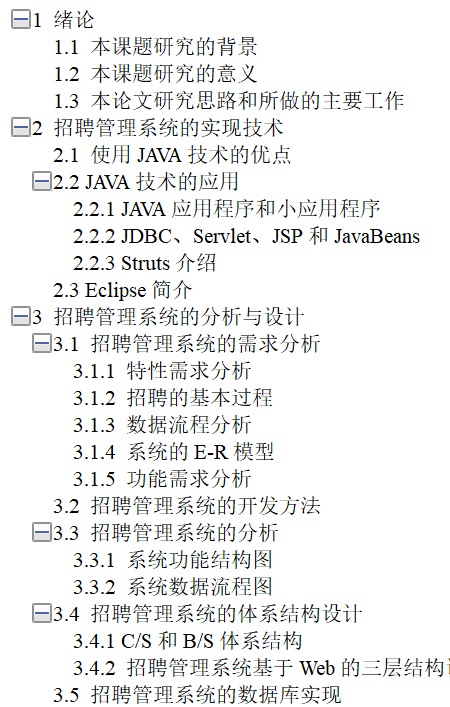 1 绪论
1.1 本课题研究的背景
1.2 本课题研究的意义
1.3 本论文研究思路和所做的主要工作
2 招聘管理系统的实现技术
2.1 使用 JAVA 技术的优点
2.2 JAVA 技术的应用
2.2.1 JAVA 应用程序和小应用程序
2.2.2 JDBC、Servlet、JSP 和 JavaBeans
2.2.3 Struts 介绍
2.3 Eclipse 简介
3 招聘管理系统的分析与设计
3.1 招聘管理系统的需求分析
3.1.1 特性需求分析
3.1.2 招聘的基本过程
3.1.3 数据流程分析
3.1.4 系统的 E-R 模型
3.1.5 功能需求分析
3.2 招聘管理系统的开发方法
3.3 招聘管理系统的分析
3.3.1 系统功能结构图
3.3.2 系统数据流程图
3.4 招聘管理系统的体系结构设计
3.4.1 C/S 和 B/S 体系结构
3.4.2 招聘管理系统基于 Web 的三层结构
3.5 招聘管理系统的数据库实现